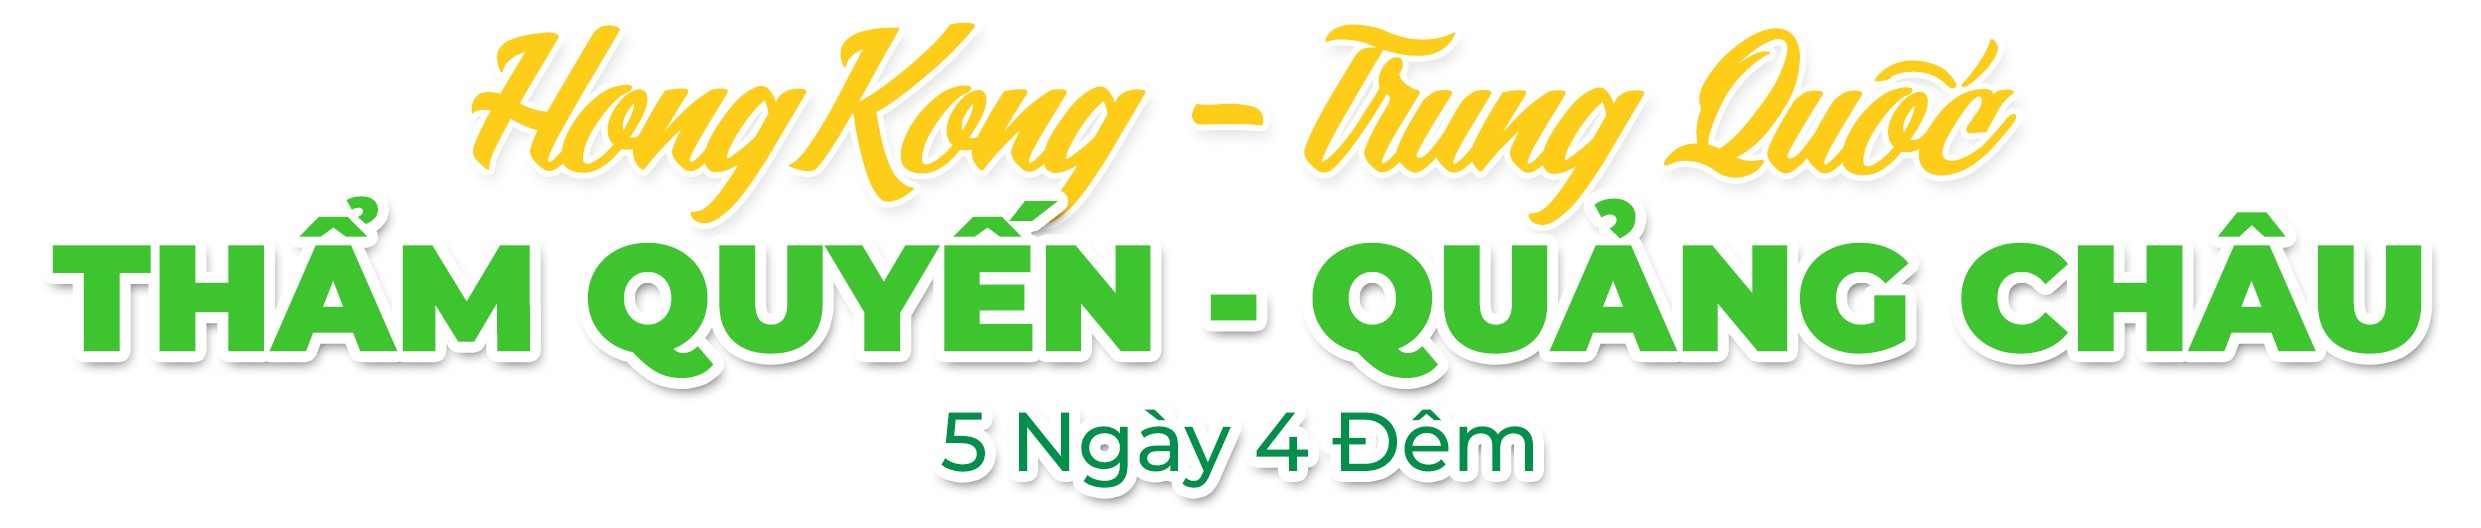 HongKong - Trung Quốc
THẨM QUYẾN - QUẢNG CHÂU
5 Ngày 4 Đêm